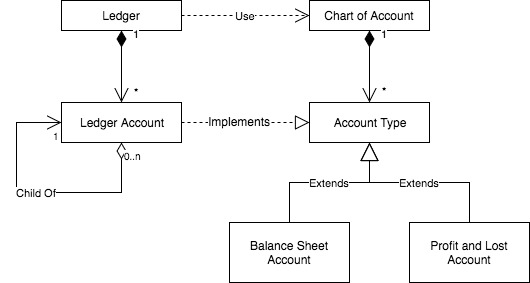 Ledger
Use
Chart of Account
1
1
*
*
Ledger Account
Implements
Account Type
1
0..n
Child Of
Extends
Extends
Balance Sheet
Account
Profit and Lost
Account